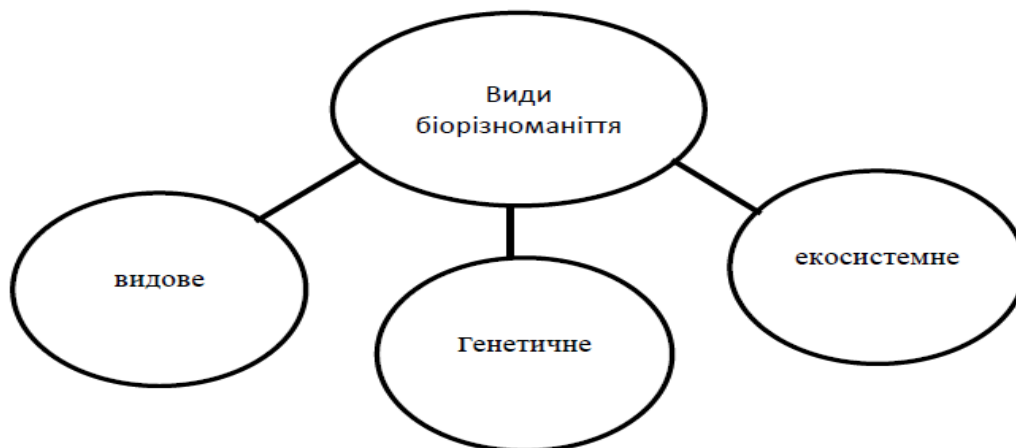 Види
біорізноманіття
видове
Генетичне
екосистемне